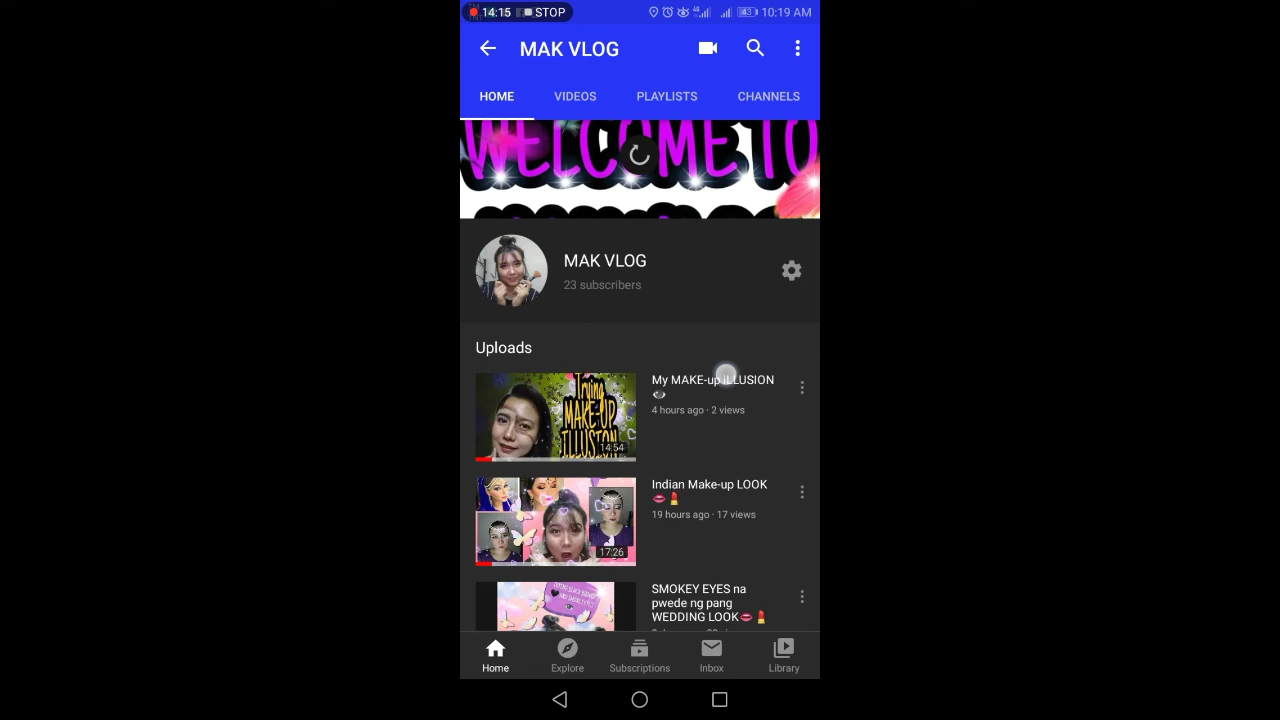 14:15 STOP 43 10:19 AM
MAK VLOG
HOME VIDEOS PLAYLISTS CHANNELS
WELCOME TO
MAK VLOG
23 subscribers
Uploads
Trying
MAKE-UP
ILLUSION
14:54
My MAKE-up iLLUSION
👁
4 hours ago · 2 views
17:26
Indian Make-up LOOK
👄💄
19 hours ago · 17 views
SMOKEY EYES na
pwede ng pang
WEDDING LOOK👄💄
Home Explore Subscriptions Inbox Library